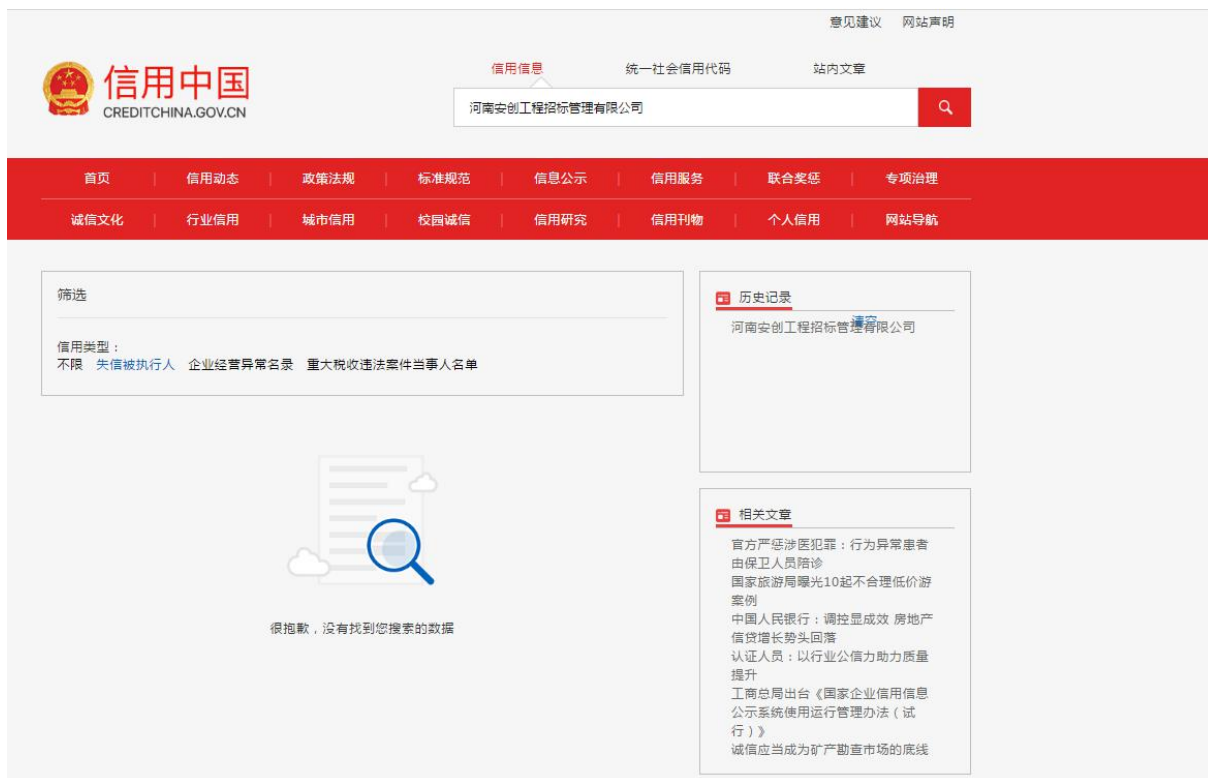 意见建议 网站声明
信用中国
CREDITCHINA.GOV.CN
信用信息 统一社会信用代码 站内文章
河南安创工程招标管理有限公司
首页 信用动态 政策法规 标准规范 信息公示 信用服务 联合奖惩 专项治理
诚信文化 行业信用 城市信用 校园诚信 信用研究 信用刊物 个人信用 网站导航
筛选
信用类型：
不限 失信被执行人 企业经营异常名录 重大税收违法案件当事人名单
很抱歉，没有找到您搜索的数据
历史记录
清空
河南安创工程招标管理有限公司
相关文章
官方严惩涉医犯罪：行为异常患者
由保卫人员陪诊
国家旅游局曝光10起不合理低价游
案例
中国人民银行：调控显成效 房地产
信贷增长势头回落
认证人员：以行业公信力助力质量
提升
工商总局出台《国家企业信用信息
公示系统使用运行管理办法（试
行）》
诚信应当成为矿产勘查市场的底线